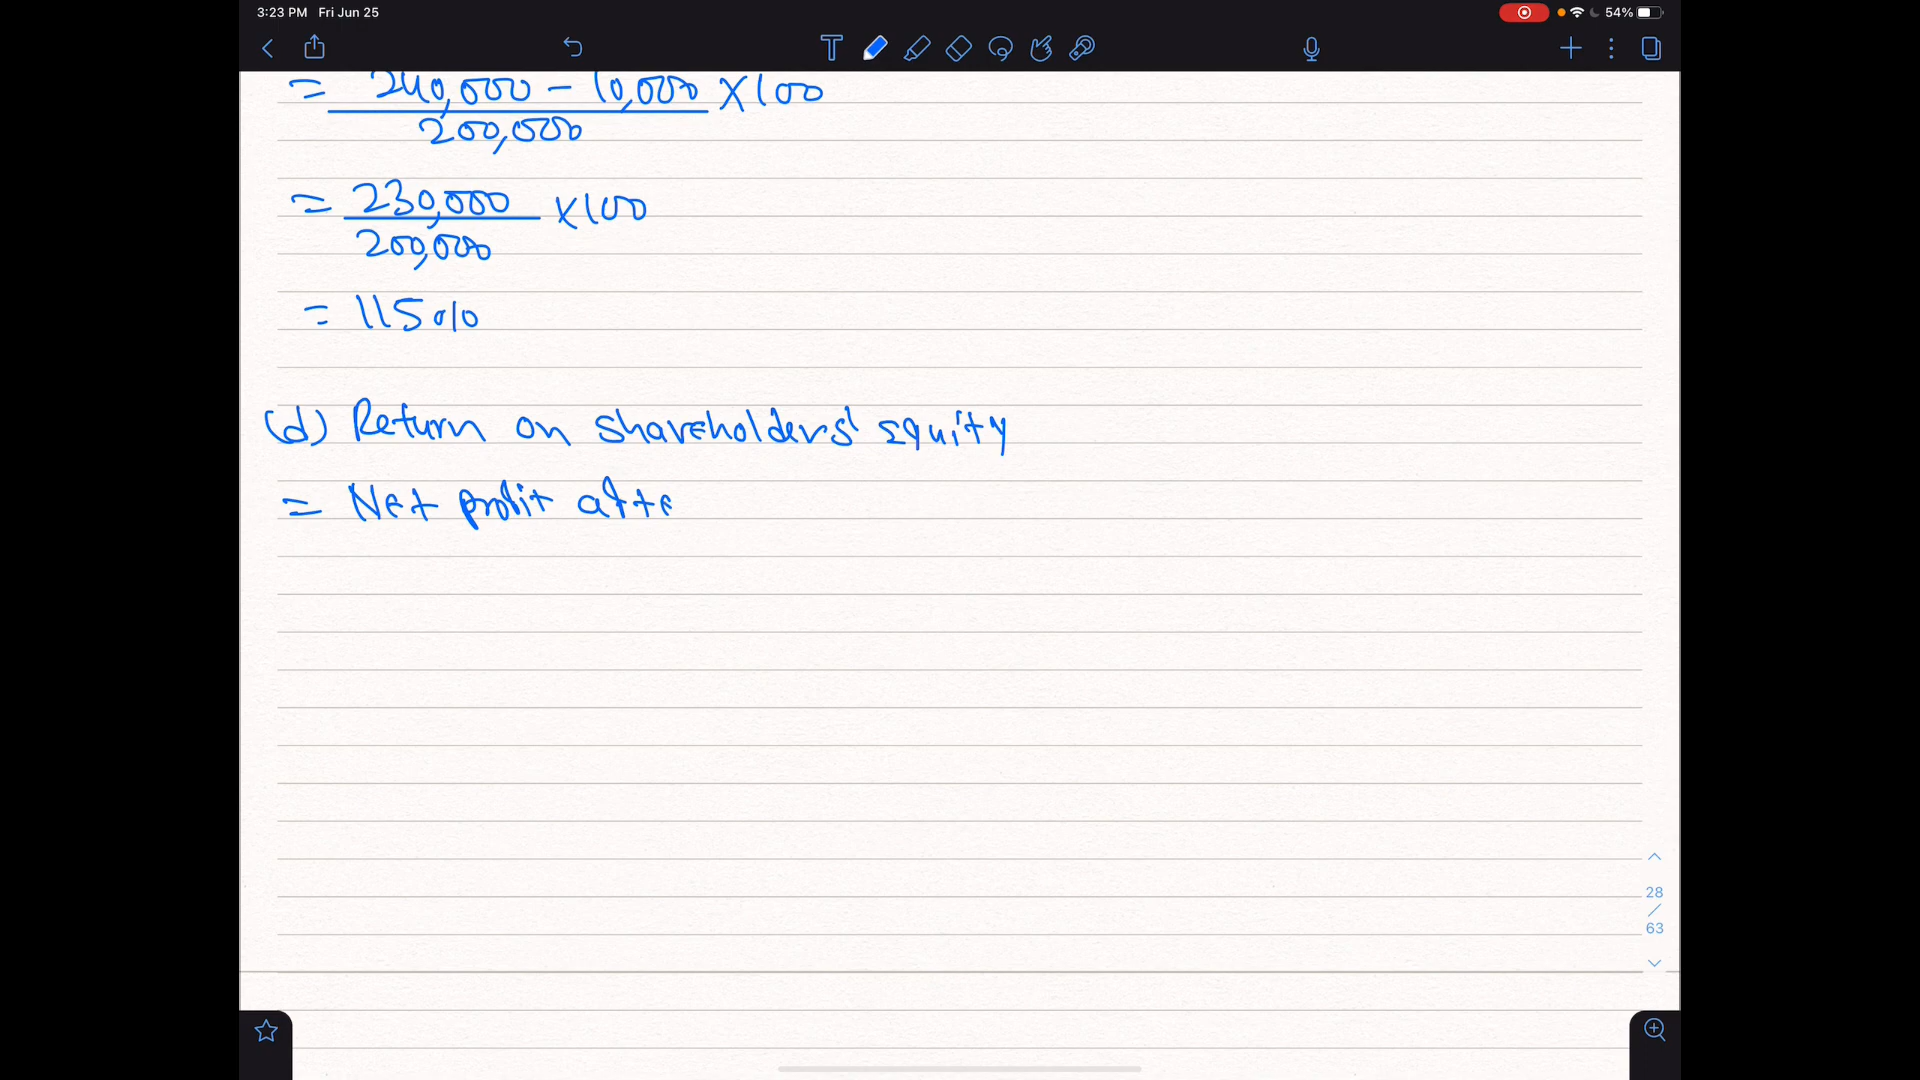 3:23 PM Fri Jun 25
54%
= 240,000 - 10,000 X 100
200,000
= 230,000 X 100
200,000
= 115%
(d) Return on shareholders' equity
= Net profit afte
28
/
63